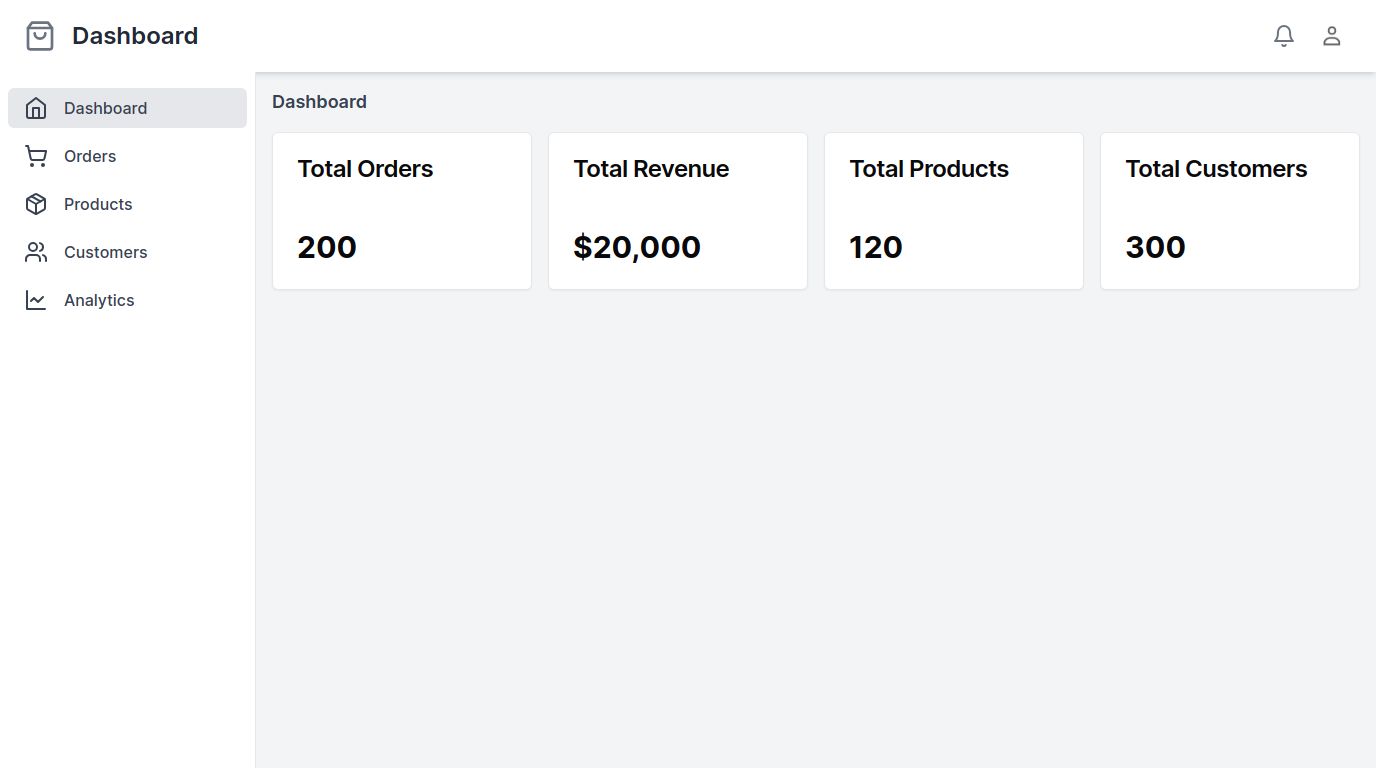 Dashboard
Dashboard
Orders
Products
Customers
Analytics
Dashboard
Total Orders
200
Total Revenue
$20,000
Total Products
120
Total Customers
300